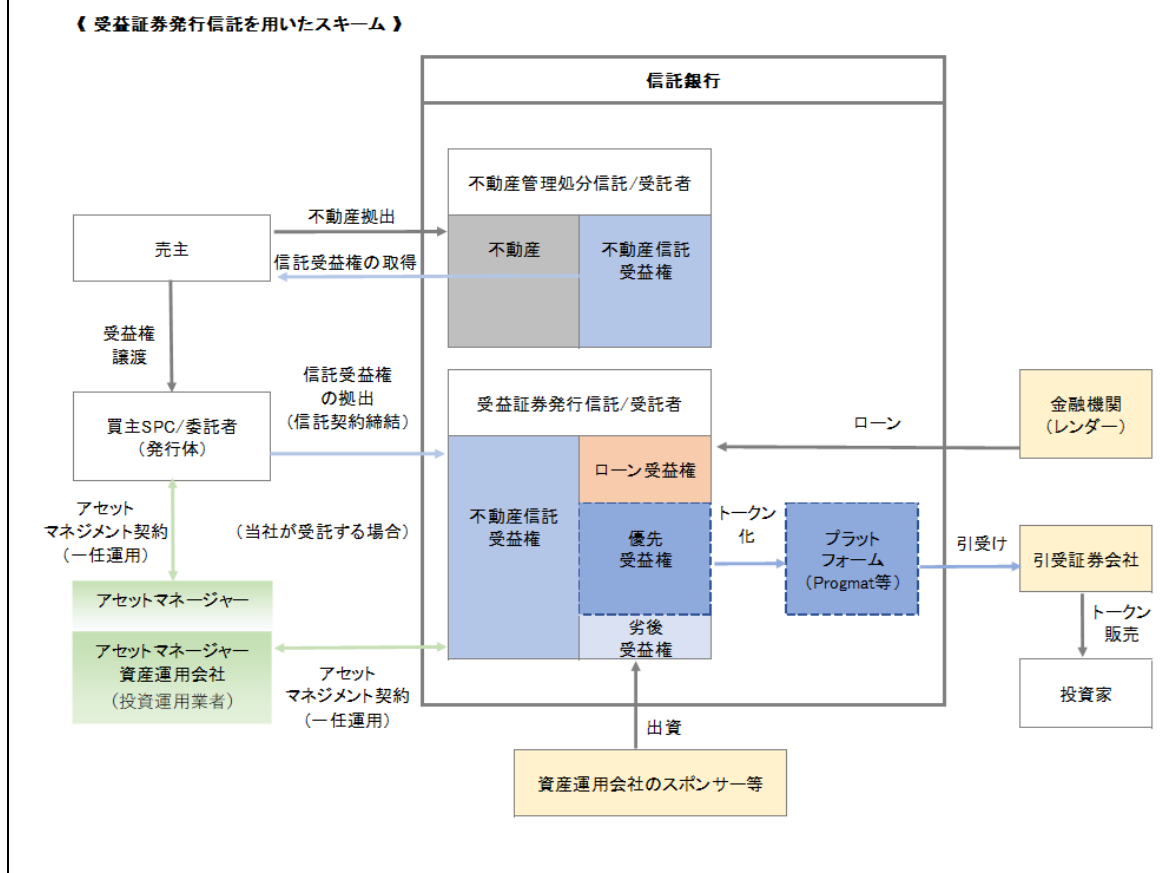 《 受益証券発行信託を用いたスキーム 》
信託銀行
不動産管理処分信託/受託者
不動産拠出
売主
不動産
不動産信託
受益権
信託受益権の取得
受益権
譲渡
信託受益権
の拠出
（信託契約締結）
受益証券発行信託/受託者
金融機関
（レンダー）
買主SPC/委託者
（発行体）
ローン
ローン受益権
アセット
マネジメント契約
（一任運用）
（当社が受託する場合）
不動産信託
受益権
優先
受益権
トークン
化
プラット
フォーム
（Progmat等）
引受け
引受証券会社
アセットマネージャー
トークン
販売
劣後
受益権
アセットマネージャー
資産運用会社
（投資運用業者）
アセット
マネジメント契約
（一任運用）
投資家
出資
資産運用会社のスポンサー等